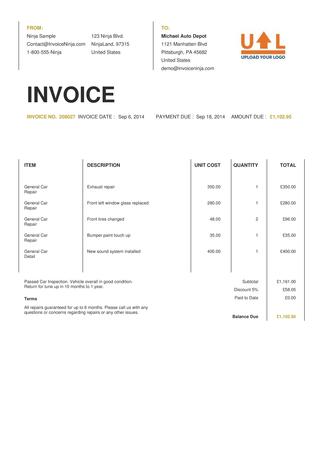 FROM:
Ninja Sample
Contact@InvoiceNinja.com
1-800-555-Ninja
123 Ninja Blvd.
NinjaLand, 97315
United States
TO:
Michael Auto Depot
1121 Manhatten Blvd
Pittsburg, PA 45692
United States
demo@invoiceninja.com
UPLOAD YOUR LOGO
INVOICE
INVOICE NO. 208027 INVOICE DATE : Sep 6, 2014 PAYMENT DUE : Sep 18, 2014 AMOUNT DUE : £1,102.95
ITEM DESCRIPTION UNIT COST QUANTITY TOTAL
General Car Exhaust repair 350.00 1 £350.00
Repair
General Car Front left window glass replaced 280.00 1 £280.00
Repair
General Car Front tires changed 48.00 2 £96.00
Repair
General Car Bumper paint touch up 35.00 1 £35.00
Repair
General Car New sound system installed 400.00 1 £400.00
Detail
Passed Car Inspection. Vehicle overall in good condition.
Return for tune up in 10 months to 1 year.
Terms
All repairs guaranteed for up to 6 months. Please call us with any
questions or concerns regarding repairs or any other issues.
Subtotal £1,161.00
Discount 5% £58.05
Paid to Date £0.00
Balance Due £1,102.95